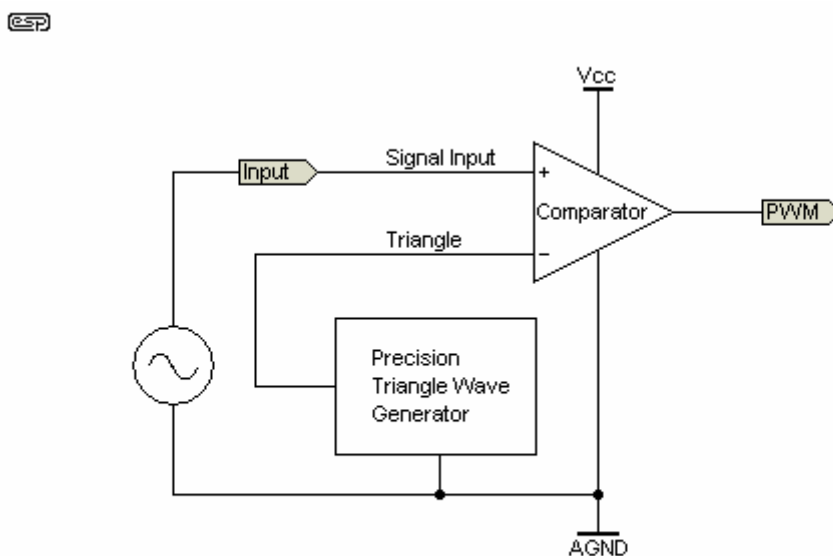 esp
Vcc
Input
Signal Input
+
Comparator
PWM
Triangle
−
Precision
Triangle Wave
Generator
AGND